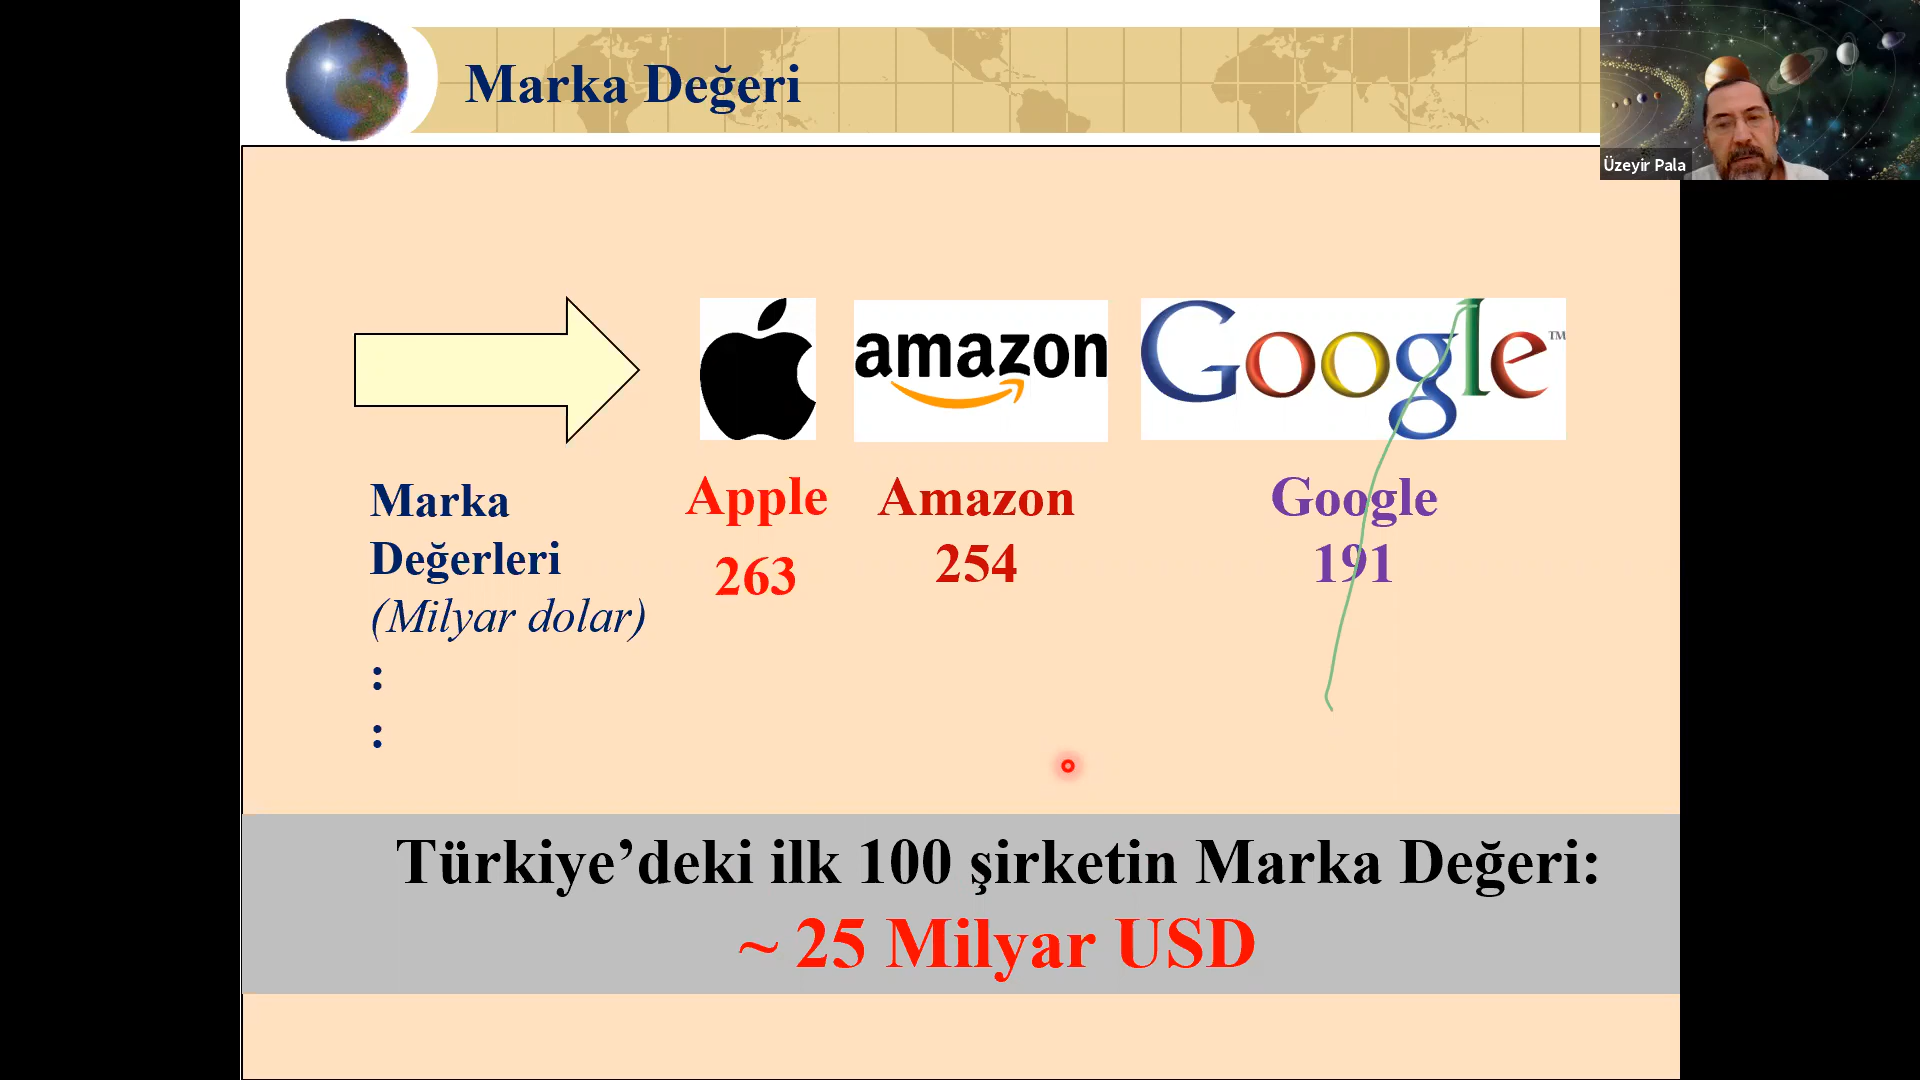 Marka Değeri
Üzeyir Pala
amazon
Google™
Marka
Değerleri
(Milyar dolar)
:
:
Apple
263
Amazon
254
Google
191
Türkiye’deki ilk 100 şirketin Marka Değeri:
~ 25 Milyar USD